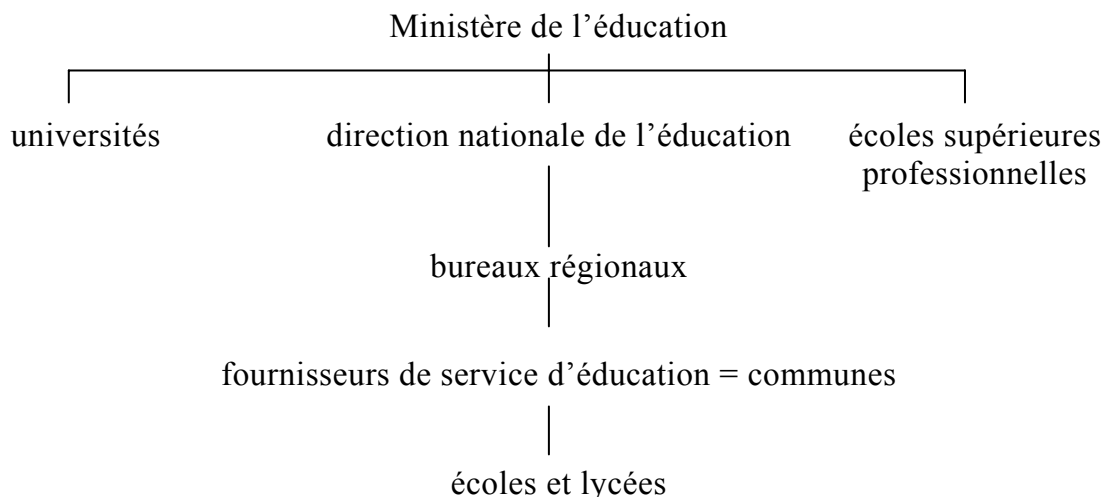 Ministère de l’éducation
universités
direction nationale de l’éducation
écoles supérieures
professionnelles
bureaux régionaux
fournisseurs de service d’éducation = communes
écoles et lycées